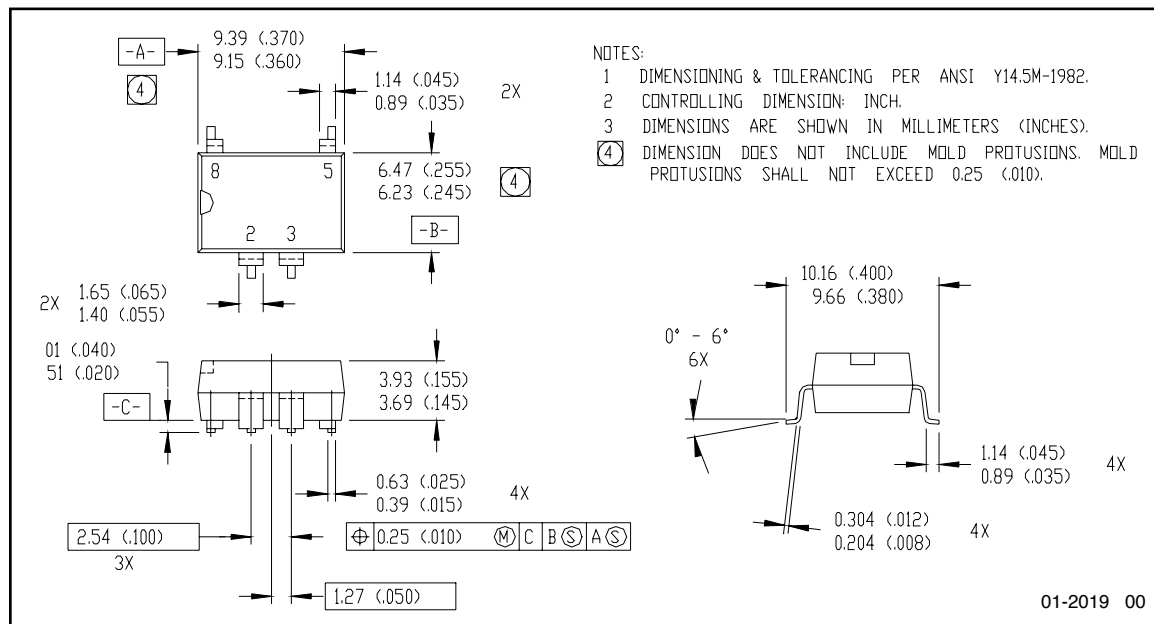 -A-
9.39 (.370)
9.15 (.360)
4
1.14 (.045)
0.89 (.035)
2X
8
5
6.47 (.255)
6.23 (.245)
4
2
3
-B-
2X
1.65 (.065)
1.40 (.055)
01 (.040)
51 (.020)
-C-
3.93 (.155)
3.69 (.145)
0.63 (.025)
0.39 (.015)
4X
2.54 (.100)
3X
⌖ 0.25 (.010) Ⓜ C B Ⓢ A Ⓢ
1.27 (.050)
NOTES:
1 DIMENSIONING & TOLERANCING PER ANSI Y14.5M-1982.
2 CONTROLLING DIMENSION: INCH.
3 DIMENSIONS ARE SHOWN IN MILLIMETERS (INCHES).
4 DIMENSION DOES NOT INCLUDE MOLD PROTUSIONS. MOLD
PROTUSIONS SHALL NOT EXCEED 0.25 (.010).
10.16 (.400)
9.66 (.380)
0° - 6°
6X
1.14 (.045)
0.89 (.035)
4X
0.304 (.012)
0.204 (.008)
4X
01-2019 00